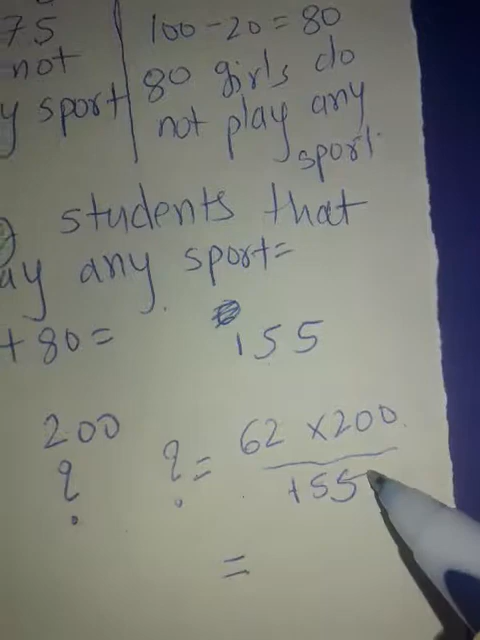 75
not
y sport
100 - 20 = 80
80 girls do
not play any
sport.
students that
ay any sport=
+ 80 = 155
200
?
? = 62 x 200
155
=